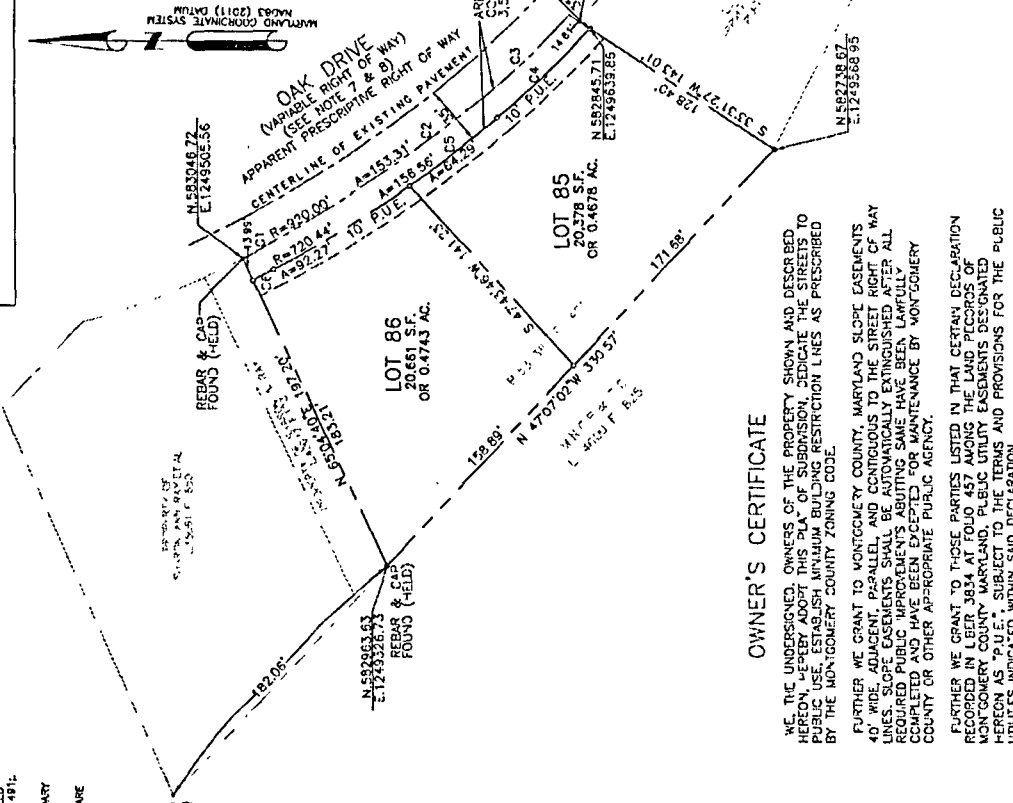 MARYLAND COORDINATE SYSTEM
NAD83 (2011) DATUM
OAK DRIVE
(VARIABLE RIGHT OF WAY)
(SEE NOTE 7 & 8)
APPARENT PRESCRIPTIVE RIGHT OF WAY
CENTERLINE OF EXISTING PAVEMENT
N.583046.72
E.1249505.56
REBAR & CAP
FOUND (HELD)
13.99'
C1
R=920.00'
A=153.31'
C2
C3
R=720.44'
A=156.56'
A=92.27'
10' P.U.E.
A=64.29'
C5
10' P.U.E.
C4
N 582845.71
E.1249639.86
S 33°31'27" W 143.01'
128.40'
N 582738.67
E.1249568.95
LOT 85
20,378 S.F.
OR 0.4678 AC.
S 47°43'46" W 141.23'
LOT 86
20,661 S.F.
OR 0.4743 AC.
N 65°04'40" E 197.20'
183.21'
171.68'
N 47°07'02" W 330.57'
158.89'
N.582963.63
E.1249326.73
REBAR & CAP
FOUND (HELD)
182.06'
OWNER'S CERTIFICATE
WE, THE UNDERSIGNED, OWNERS OF THE PROPERTY SHOWN AND DESCRIBED
HEREON, HEREBY ADOPT THIS PLAT OF SUBDIVISION, DEDICATE THE STREETS TO
PUBLIC USE, ESTABLISH MINIMUM BUILDING RESTRICTION LINES AS PRESCRIBED
BY THE MONTGOMERY COUNTY ZONING CODE.
FURTHER WE GRANT TO MONTGOMERY COUNTY, MARYLAND SLOPE EASEMENTS
40' WIDE, ADJACENT, PARALLEL, AND CONTIGUOUS TO THE STREET RIGHT OF WAY
LINES. SLOPE EASEMENTS SHALL BE AUTOMATICALLY EXTINGUISHED AFTER ALL
REQUIRED PUBLIC IMPROVEMENTS ABUTTING SAME HAVE BEEN LAWFULLY
COMPLETED AND HAVE BEEN EXCEPTED FOR MAINTENANCE BY MONTGOMERY
COUNTY OR OTHER APPROPRIATE PUBLIC AGENCY.
FURTHER WE GRANT TO THOSE PARTIES LISTED IN THAT CERTAIN DECLARATION
RECORDED IN LIBER 3834 AT FOLIO 457 AMONG THE LAND RECORDS OF
MONTGOMERY COUNTY MARYLAND, PUBLIC UTILITY EASEMENTS DESIGNATED
HEREON AS "P.U.E.", SUBJECT TO THE TERMS AND PROVISIONS FOR THE PUBLIC
UTILITIES INDICATED WITHIN SAID DECLARATION